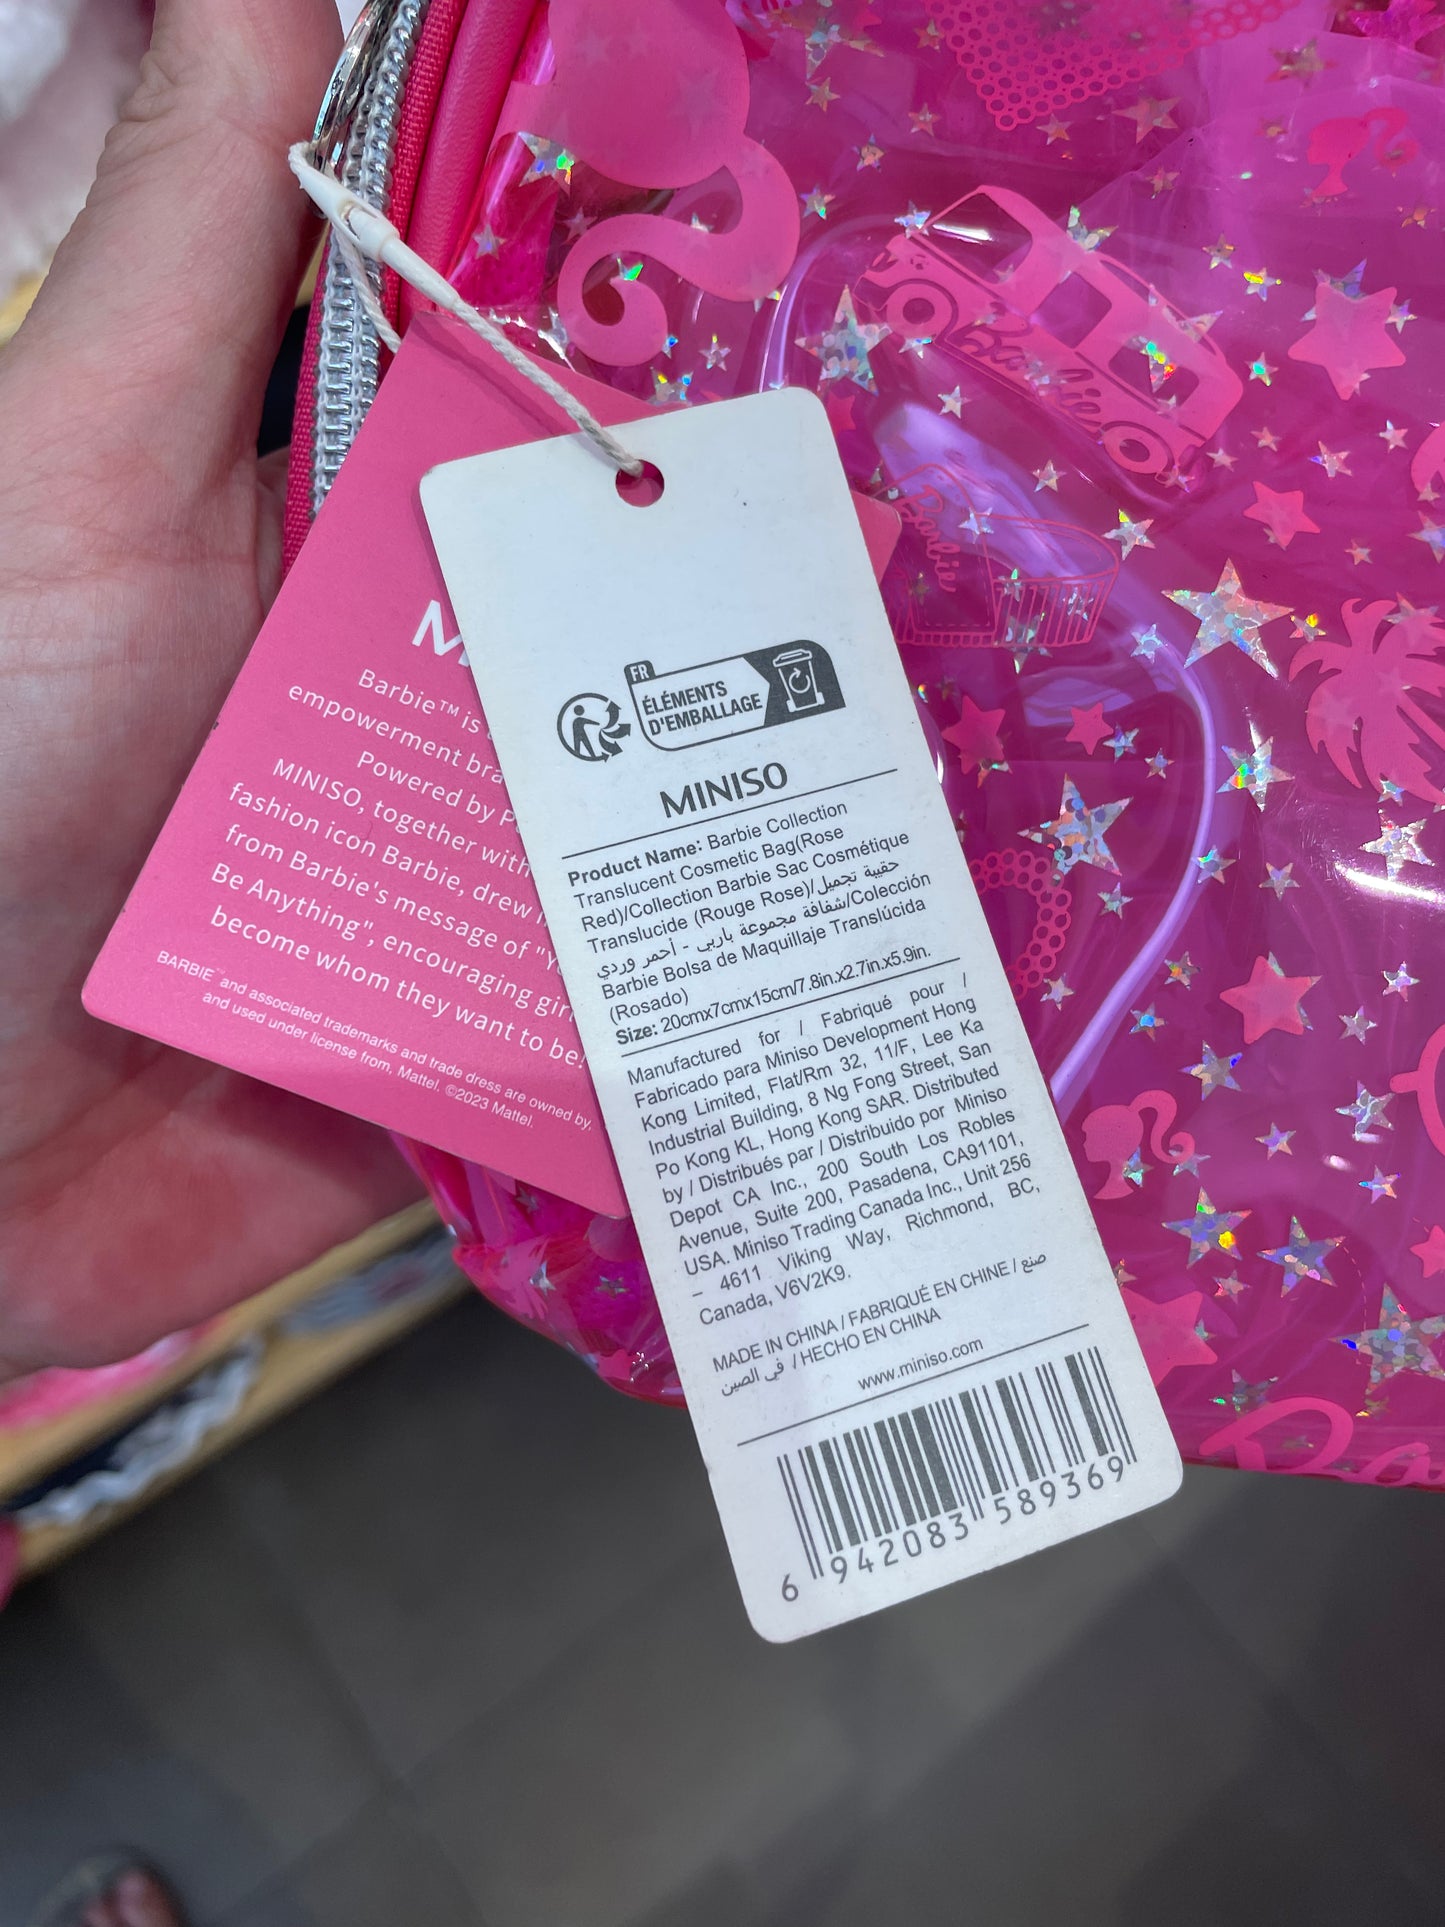 Barbie
Barbie
FR
ÉLÉMENTS
D'EMBALLAGE
MINISO
Product Name: Barbie Collection
Translucent Cosmetic Bag(Rose
Red)/Collection Barbie Sac Cosmétique
Translucide (Rouge Rose)/حقيبة تجميل
شفافة مجموعة باربي - أحمر وردي/Colección
Barbie Bolsa de Maquillaje Translúcida
(Rosado)
Size: 20cmx7cmx15cm/7.8in.x2.7in.x5.9in.
Manufactured for / Fabriqué pour /
Fabricado para Miniso Development Hong
Kong Limited, Flat/Rm 32, 11/F, Lee Ka
Industrial Building, 8 Ng Fong Street, San
Po Kong KL, Hong Kong SAR. Distributed
by / Distribués par / Distribuido por Miniso
Depot CA Inc., 200 South Los Robles
Avenue, Suite 200, Pasadena, CA91101,
USA. Miniso Trading Canada Inc., Unit 256
– 4611 Viking Way, Richmond, BC,
Canada, V6V2K9.
MADE IN CHINA / FABRIQUÉ EN CHINE / صنع
في الصين / HECHO EN CHINA
www.miniso.com
6 942083 589369
Barbie™ is
empowerment
Powered by
MINISO, together with
fashion icon Barbie, drew
from Barbie's message of
Be Anything", encouraging
become whom they want to be!
BARBIE™ and associated trademarks and trade dress are owned by,
and used under license from, Mattel. ©2023 Mattel.